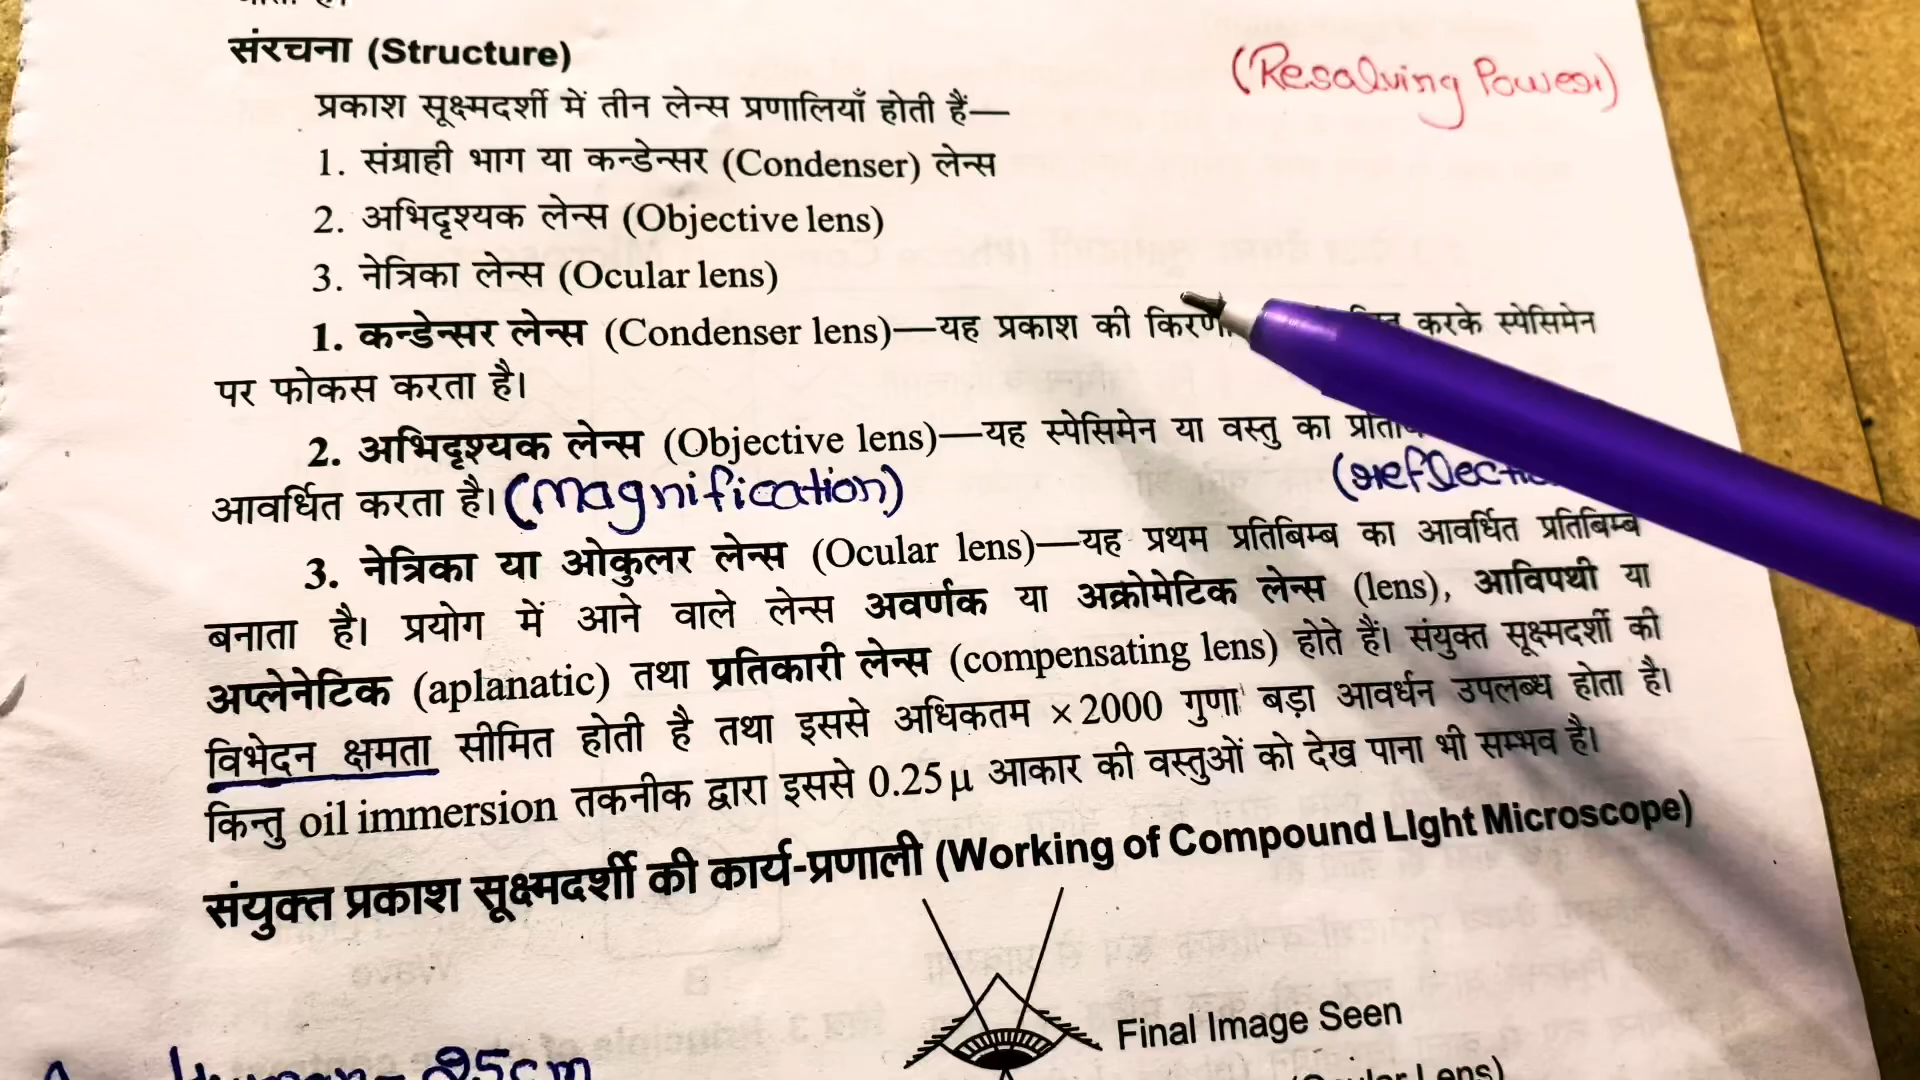 संरचना (Structure)
(Resolving Power)
प्रकाश सूक्ष्मदर्शी में तीन लेन्स प्रणालियाँ होती हैं—
1. संग्राही भाग या कन्डेन्सर (Condenser) लेन्स
2. अभिदृश्यक लेन्स (Objective lens)
3. नेत्रिका लेन्स (Ocular lens)
1. कन्डेन्सर लेन्स (Condenser lens)—यह प्रकाश की करके स्पेसिमेन
पर फोकस करता है।
2. अभिदृश्यक लेन्स (Objective lens)—यह स्पेसिमेन या वस्तु का
आवर्धित करता है। (magnification)
3. नेत्रिका या ओकुलर लेन्स (Ocular lens)—यह प्रथम प्रतिबिम्ब का आवर्धित प्रतिबिम्ब
बनाता है। प्रयोग में आने वाले लेन्स अवर्णक या अक्रोमेटिक लेन्स (lens), आविपथी या
अप्लेनेटिक (aplanatic) तथा प्रतिकारी लेन्स (compensating lens) होते हैं। संयुक्त सूक्ष्मदर्शी की
विभेदन क्षमता सीमित होती है तथा इससे अधिकतम ×2000 गुणा बड़ा आवर्धन उपलब्ध होता है।
किन्तु oil immersion तकनीक द्वारा इससे 0.25μ आकार की वस्तुओं को देख पाना भी सम्भव है।
संयुक्त प्रकाश सूक्ष्मदर्शी की कार्य-प्रणाली (Working of Compound LIght Microscope)
Final Image Seen
Human - 25cm
Lens)